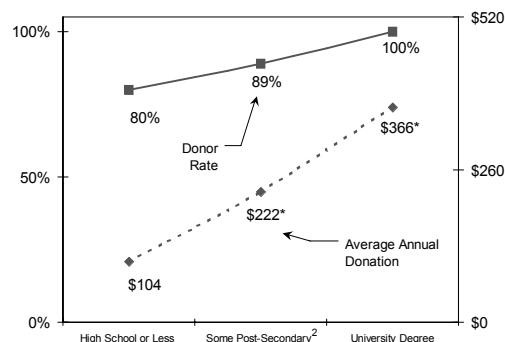 100%
$520
100%
89%
80%
Donor
Rate
$366*
50%
$260
$222*
Average Annual
Donation
$104
0%
$0
High School or Less
Some Post-Secondary2
University Degree